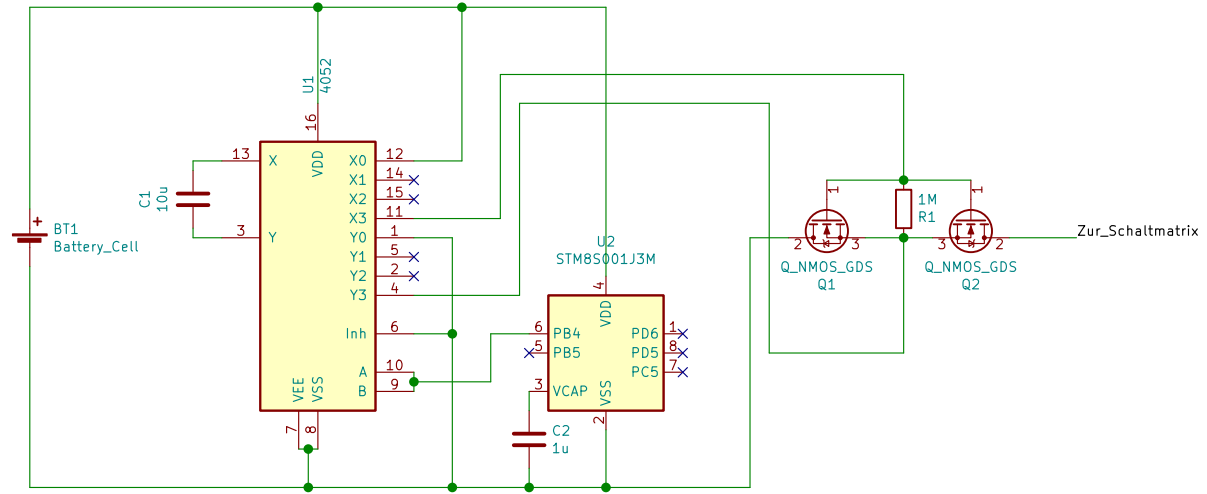 U1
4052
16
VDD
13
X
X0
12
X1
14
X2
15
X3
11
3
Y
Y0
1
Y1
5
Y2
2
Y3
4
Inh
6
A
10
B
9
VEE
VSS
7
8
C1
10u
+
BT1
Battery_Cell
U2
STM8S001J3M
4
VDD
6
PB4
PD6
1
5
PB5
PD5
8
PC5
7
3
VCAP
VSS
2
C2
1u
1
1M
R1
1
2
3
3
2
Zur_Schaltmatrix
Q_NMOS_GDS
Q1
Q_NMOS_GDS
Q2